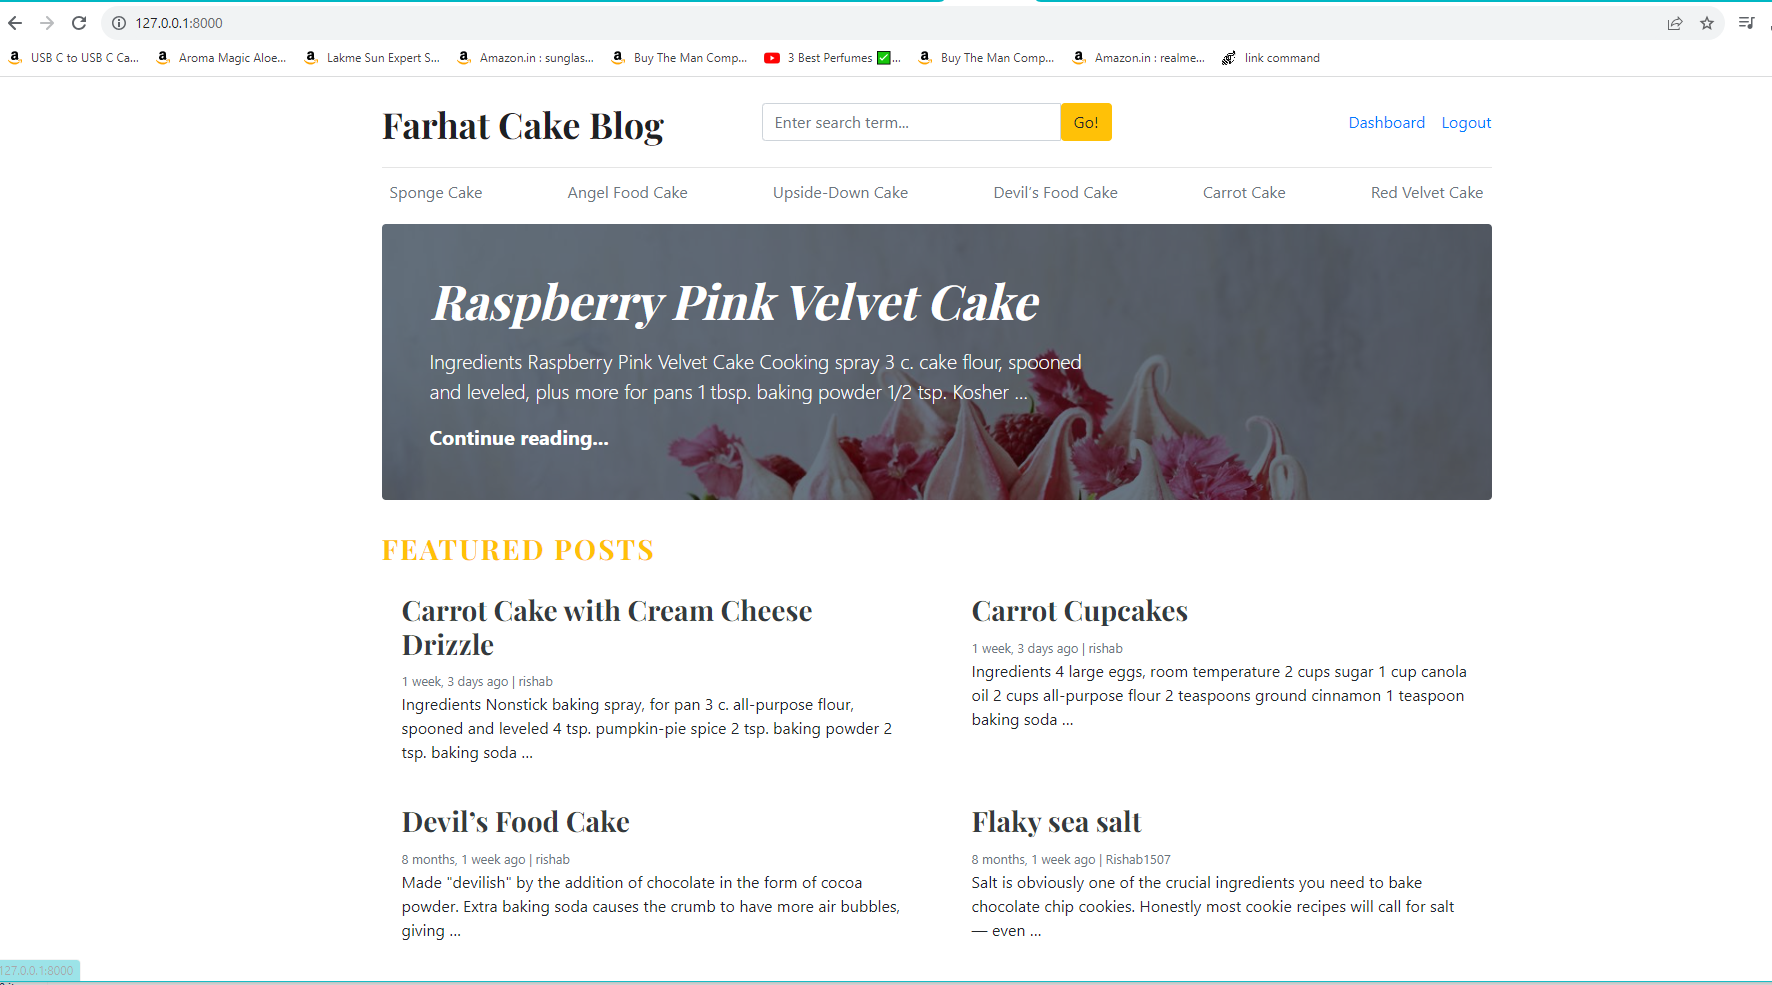 127.0.0.1:8000
USB C to USB C Ca...
Aroma Magic Aloe...
Lakme Sun Expert S...
Amazon.in : sunglas...
Buy The Man Comp...
3 Best Perfumes ✅...
Buy The Man Comp...
Amazon.in : realme...
link command
Farhat Cake Blog
Enter search term...
Go!
Dashboard
Logout
Sponge Cake
Angel Food Cake
Upside-Down Cake
Devil’s Food Cake
Carrot Cake
Red Velvet Cake
Raspberry Pink Velvet Cake
Ingredients Raspberry Pink Velvet Cake Cooking spray 3 c. cake flour, spooned
and leveled, plus more for pans 1 tbsp. baking powder 1/2 tsp. Kosher ...
Continue reading...
FEATURED POSTS
Carrot Cake with Cream Cheese
Drizzle
1 week, 3 days ago | rishab
Ingredients Nonstick baking spray, for pan 3 c. all-purpose flour,
spooned and leveled 4 tsp. pumpkin-pie spice 2 tsp. baking powder 2
tsp. baking soda ...
Carrot Cupcakes
1 week, 3 days ago | rishab
Ingredients 4 large eggs, room temperature 2 cups sugar 1 cup canola
oil 2 cups all-purpose flour 2 teaspoons ground cinnamon 1 teaspoon
baking soda ...
Devil’s Food Cake
8 months, 1 week ago | rishab
Made "devilish" by the addition of chocolate in the form of cocoa
powder. Extra baking soda causes the crumb to have more air bubbles,
giving ...
Flaky sea salt
8 months, 1 week ago | Rishab1507
Salt is obviously one of the crucial ingredients you need to bake
chocolate chip cookies. Honestly most cookie recipes will call for salt
— even ...
127.0.0.1:8000